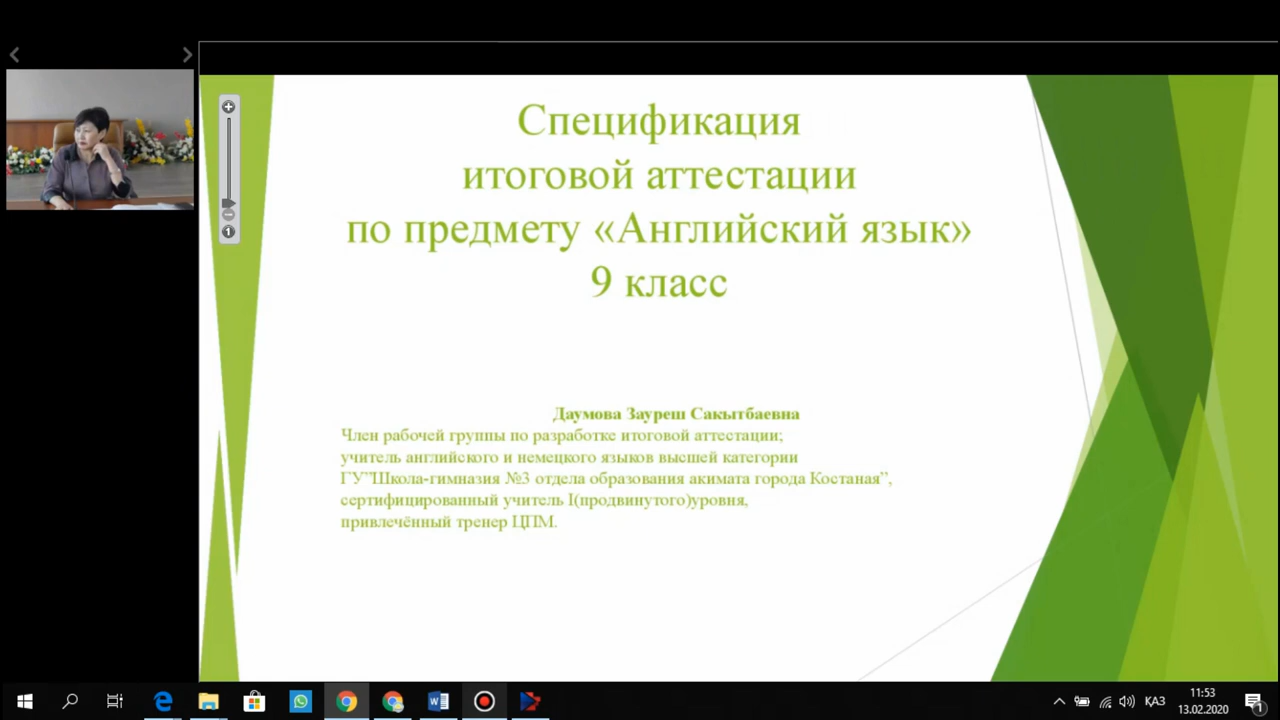 Спецификация
итоговой аттестации
по предмету «Английский язык»
9 класс
Даумова Зауреш Сакытбаевна
Член рабочей группы по разработке итоговой аттестации;
учитель английского и немецкого языков высшей категории
ГУ”Школа-гимназия №3 отдела образования акимата города Костаная”,
сертифицированный учитель I(продвинутого)уровня,
привлечённый тренер ЦПМ.
1
ҚАЗ
11:53
13.02.2020
1